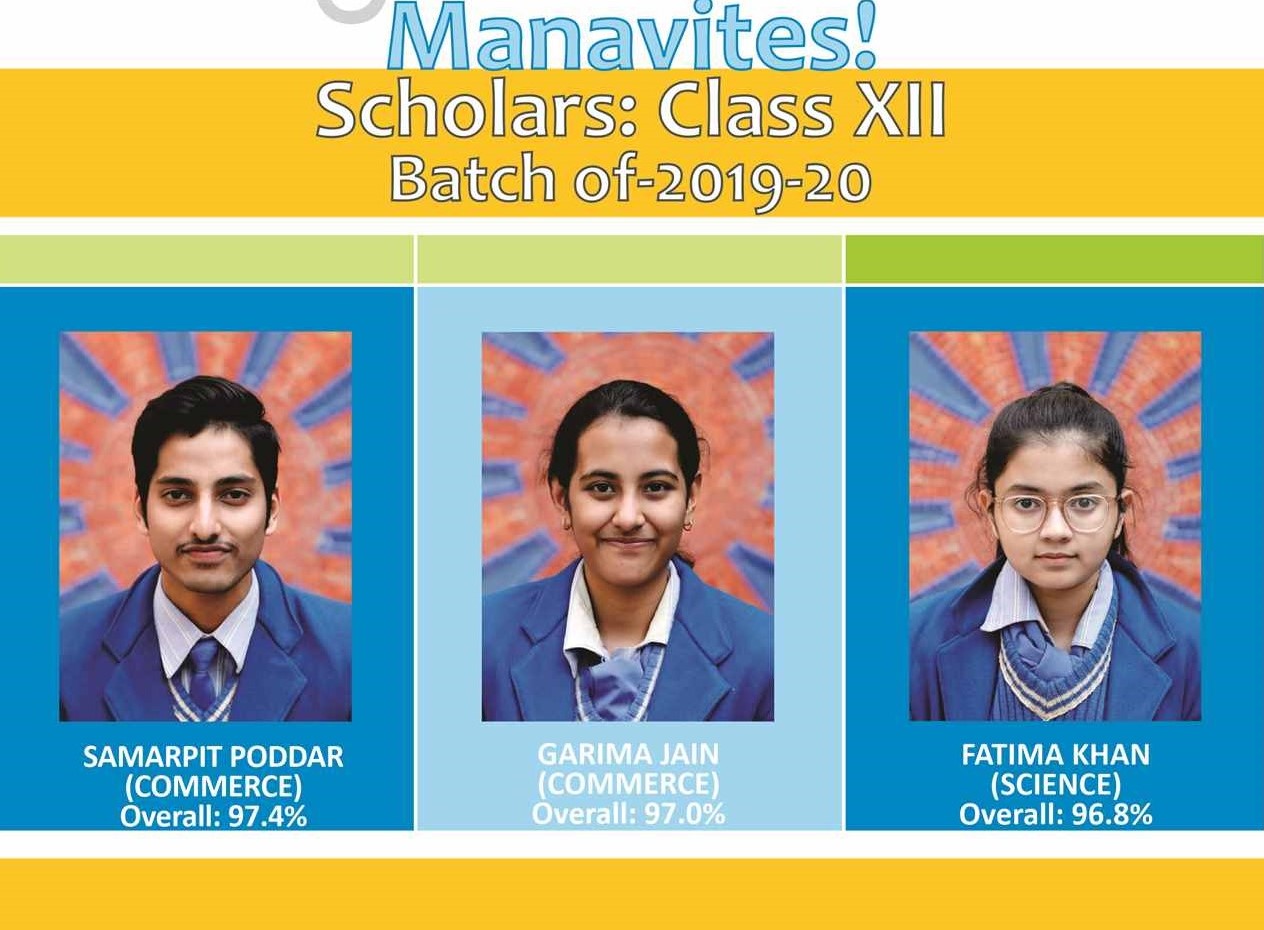 Manavites!
Scholars: Class XII
Batch of-2019-20
SAMARPIT PODDAR
(COMMERCE)
Overall: 97.4%
GARIMA JAIN
(COMMERCE)
Overall: 97.0%
FATIMA KHAN
(SCIENCE)
Overall: 96.8%